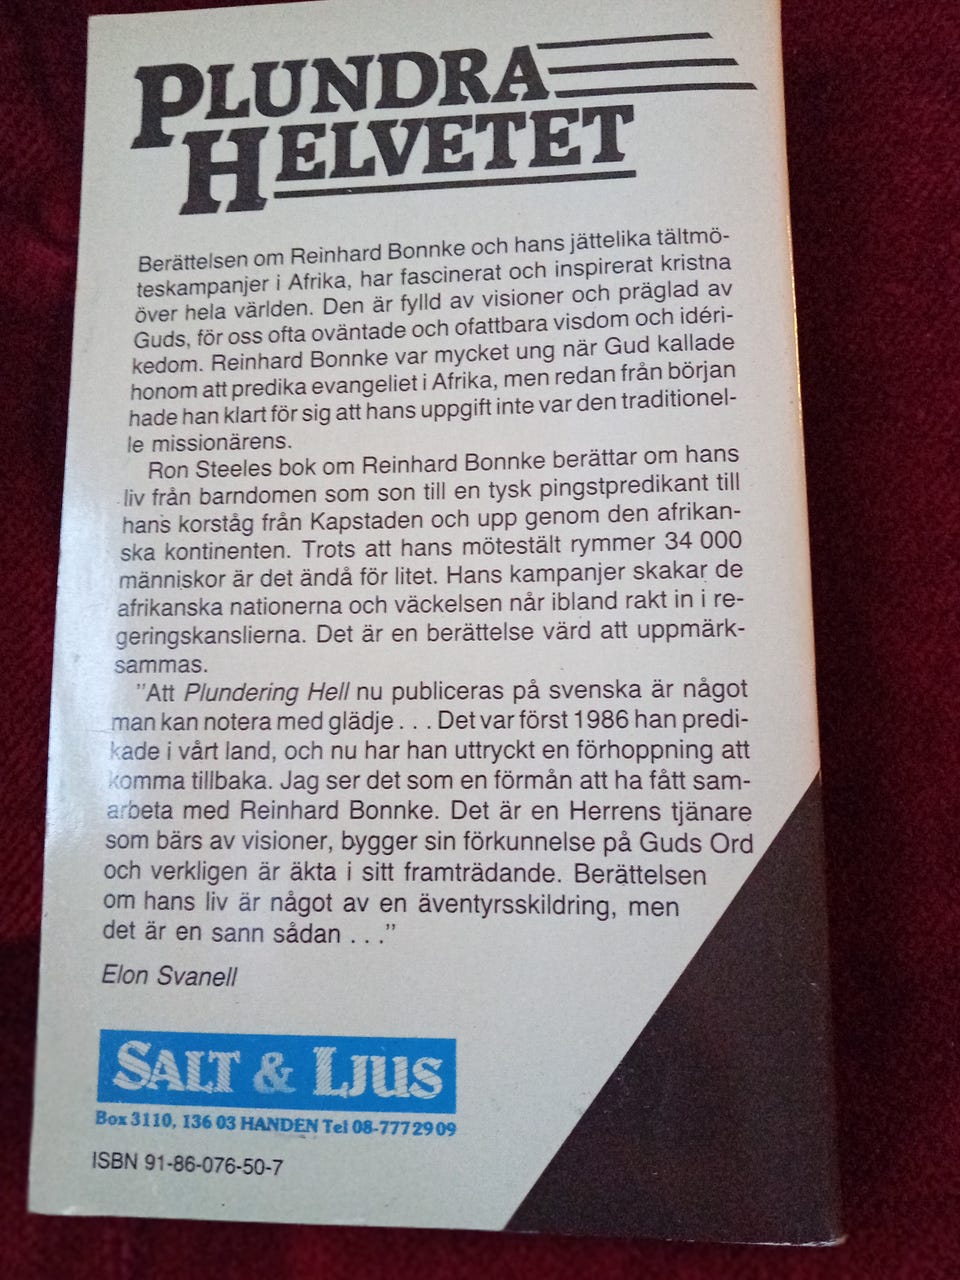 PLUNDRA
HELVETET
Berättelsen om Reinhard Bonnke och hans jättelika tältmö-
teskampanjer i Afrika, har fascinerat och inspirerat kristna
över hela världen. Den är fylld av visioner och präglad av
Guds, för oss ofta oväntade och ofattbara visdom och idéri-
kedom. Reinhard Bonnke var mycket ung när Gud kallade
honom att predika evangeliet i Afrika, men redan från början
hade han klart för sig att hans uppgift inte var den traditionel-
le missionärens.
Ron Steeles bok om Reinhard Bonnke berättar om hans
liv från barndomen som son till en tysk pingstpredikant till
hans korståg från Kapstaden och upp genom den afrikan-
ska kontinenten. Trots att hans mötestält rymmer 34 000
människor är det ändå för litet. Hans kampanjer skakar de
afrikanska nationerna och väckelsen når ibland rakt in i re-
geringskanslierna. Det är en berättelse värd att uppmärk-
sammas.
"Att Plundering Hell nu publiceras på svenska är något
man kan notera med glädje . . . Det var först 1986 han predi-
kade i vårt land, och nu har han uttryckt en förhoppning att
komma tillbaka. Jag ser det som en förmån att ha fått sam-
arbeta med Reinhard Bonnke. Det är en Herrens tjänare
som bärs av visioner, bygger sin förkunnelse på Guds Ord
och verkligen är äkta i sitt framträdande. Berättelsen
om hans liv är något av en äventyrsskildring, men
det är en sann sådan . . ."
Elon Svanell
SALT & LJUS
Box 3110, 136 03 HANDEN Tel 08-777 29 09
ISBN 91-86-076-50-7